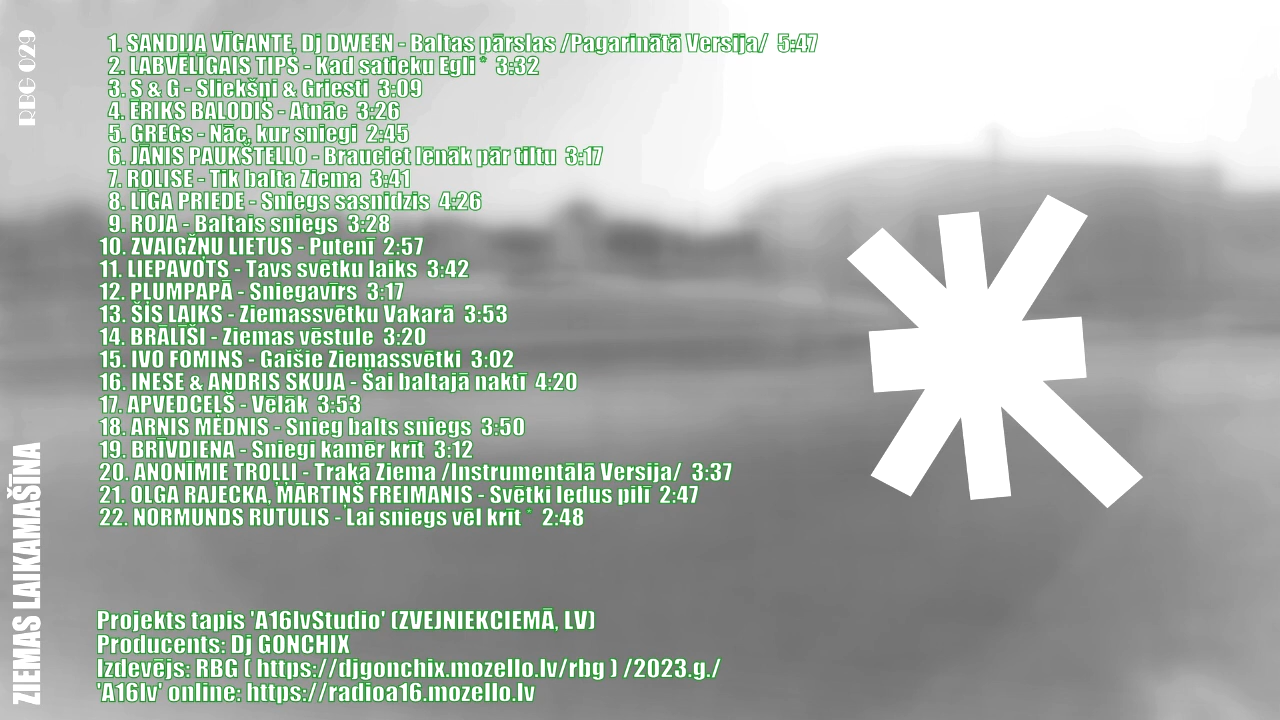 RBG 029
ZIEMAS LAIKAMAŠĪNA
1. SANDIJA VĪGANTE, Dj DWEEN - Baltas pārslas /Pagarinātā Versija/ 5:47
2. LABVĒLĪGAIS TIPS - Kad satieku Egli * 3:32
3. S & G - Sliekšņi & Griesti 3:09
4. ĒRIKS BALODIS - Atnāc 3:26
5. GREGs - Nāc, kur sniegi 2:45
6. JĀNIS PAUKŠTELLO - Brauciet lēnāk pār tiltu 3:17
7. ROLISE - Tik balta Ziema 3:41
8. LĪGA PRIEDE - Sniegs sasnidzis 4:26
9. ROJA - Baltais sniegs 3:28
10. ZVAIGŽŅU LIETUS - Putenī 2:57
11. LIEPAVOTS - Tavs svētku laiks 3:42
12. PLUMPAPĀ - Sniegavīrs 3:17
13. ŠIS LAIKS - Ziemassvētku Vakarā 3:53
14. BRĀLĪŠI - Ziemas vēstule 3:20
15. IVO FOMINS - Gaišie Ziemassvētki 3:02
16. INESE & ANDRIS SKUJA - Šai baltajā naktī 4:20
17. APVEDCEĻŠ - Vēlāk 3:53
18. ARNIS MEDNIS - Snieg balts sniegs 3:50
19. BRĪVDIENA - Sniegi kamēr krīt 3:12
20. ANONĪMIE TROĻĻI - Trakā Ziema /Instrumentālā Versija/ 3:37
21. OLGA RAJECKA, MĀRTIŅŠ FREIMANIS - Svētki ledus pilī 2:47
22. NORMUNDS RUTULIS - Lai sniegs vēl krīt * 2:48
Projekts tapis 'A16lvStudio' (ZVEJNIEKCIEMĀ, LV)
Producents: Dj GONCHIX
Izdevējs: RBG ( https://djgonchix.mozello.lv/rbg ) /2023.g./
'A16lv' online: https://radioa16.mozello.lv